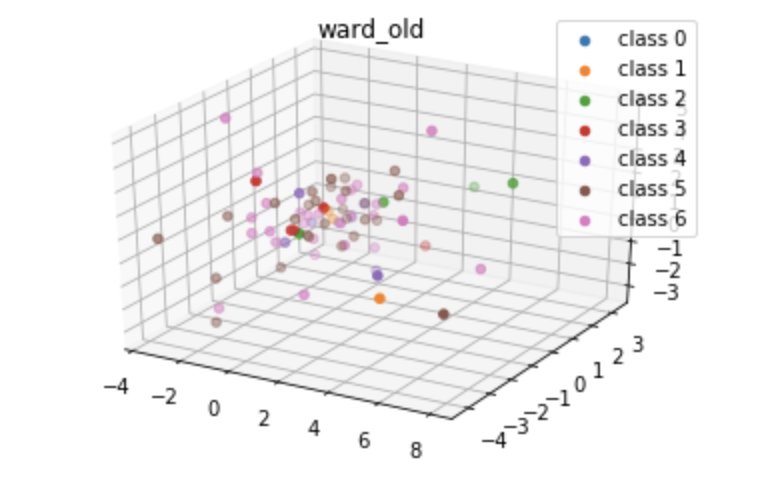 ward_old
class 0
class 1
class 2
class 3
class 4
class 5
class 6
−1
−2
−3
−4 −2 0 2 4 6 8
−4 −3 −2 −1 0 1 2 3